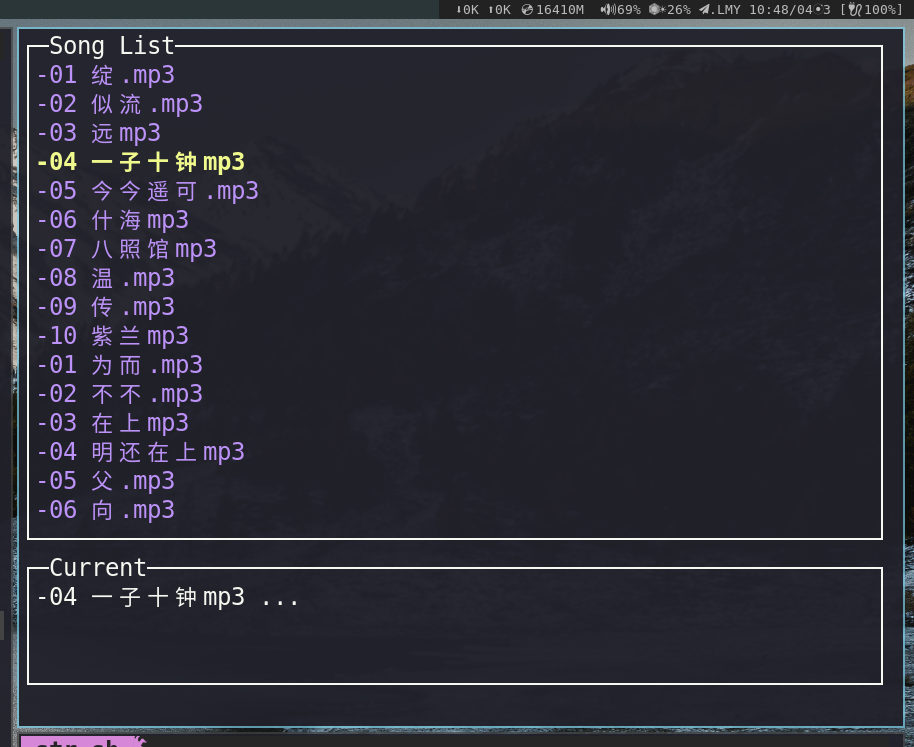 0K 0K 16410M 69% 26% .LMY 10:48/04 3 [100%]
Song List
-01 绽.mp3
-02 似流.mp3
-03 远mp3
-04 一子十钟mp3
-05 今今遥可.mp3
-06 什海mp3
-07 八照馆mp3
-08 温.mp3
-09 传.mp3
-10 紫兰mp3
-01 为而.mp3
-02 不不.mp3
-03 在上mp3
-04 明还在上mp3
-05 父.mp3
-06 向.mp3
Current
-04 一子十钟mp3 ...